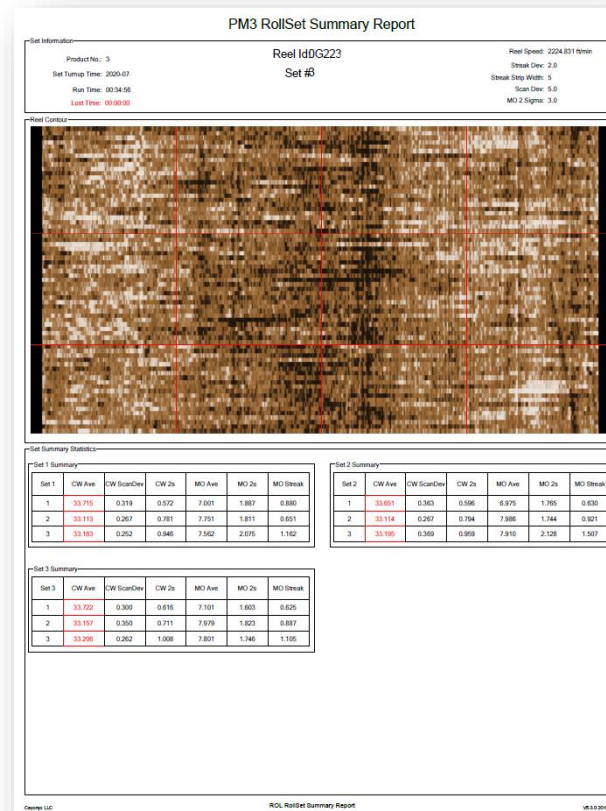 PM3 RollSet Summary Report
Set Information
Product No.: 3
Set Turnup Time: 2020-07
Run Time: 00:34:56
Lost Time: 00:00:00
Reel Id:0G223
Set #3
Reel Speed: 2224.831 ft/min
Streak Dev: 2.0
Streak Strip Width: 5
Scan Dev: 5.0
MO 2 Sigma: 3.0
Reel Contour
Set Summary Statistics
Set 1 Summary
Set 1 CW Ave CW ScanDev CW 2s MO Ave MO 2s MO Streak
1 33.715 0.319 0.572 7.001 1.887 0.880
2 33.113 0.267 0.781 7.751 1.811 0.651
3 33.183 0.252 0.946 7.562 2.075 1.162
Set 2 Summary
Set 2 CW Ave CW ScanDev CW 2s MO Ave MO 2s MO Streak
1 33.651 0.363 0.596 6.975 1.765 0.630
2 33.114 0.267 0.794 7.986 1.744 0.921
3 33.195 0.369 0.959 7.910 2.128 1.507
Set 3 Summary
Set 3 CW Ave CW ScanDev CW 2s MO Ave MO 2s MO Streak
1 33.722 0.300 0.616 7.101 1.603 0.625
2 33.157 0.350 0.711 7.979 1.823 0.887
3 33.206 0.262 1.008 7.801 1.746 1.105
LLC
ROL RollSet Summary Report